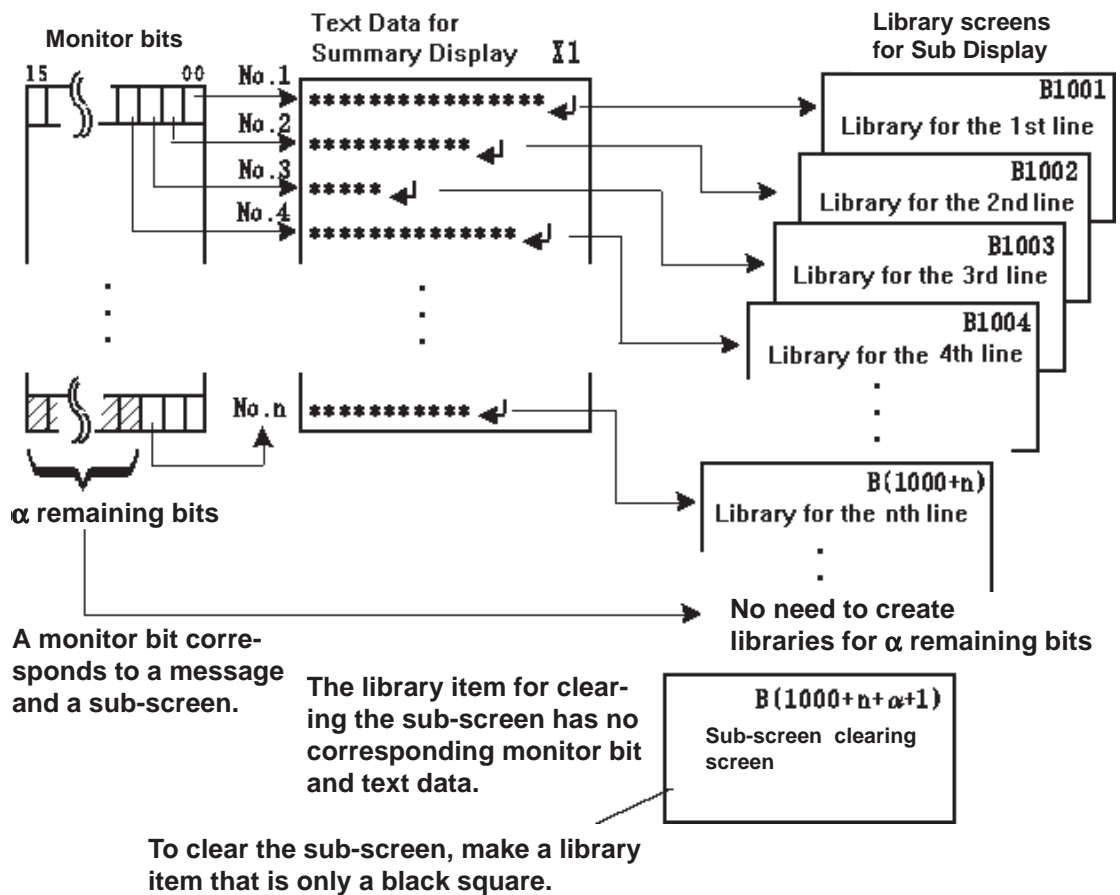 Monitor bits
Text Data for
Summary Display X1
Library screens
for Sub Display
15 00
No.1
No.2
No.3
No.4
****************
***********
*****
**************
B1001
Library for the 1st line
B1002
Library for the 2nd line
B1003
Library for the 3rd line
B1004
Library for the 4th line
No.n
***********
B(1000+n)
Library for the nth line
α remaining bits
A monitor bit corre-
sponds to a message
and a sub-screen.
No need to create
libraries for α remaining bits
The library item for clear-
ing the sub-screen has no
corresponding monitor bit
and text data.
B(1000+n+α+1)
Sub-screen clearing
screen
To clear the sub-screen, make a library
item that is only a black square.